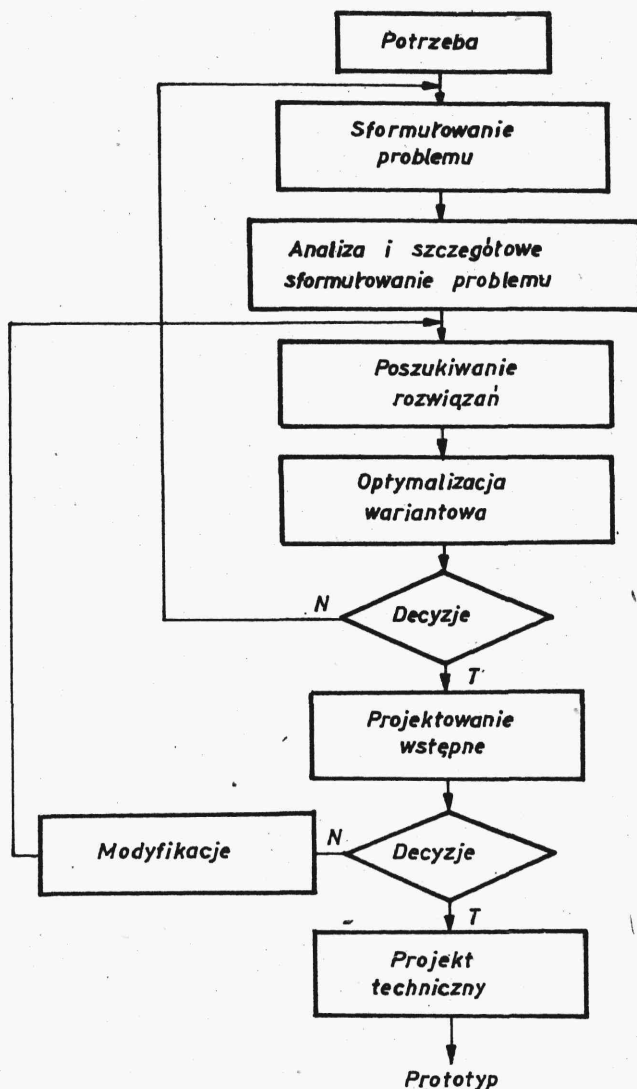 Potrzeba
Sformułowanie
problemu
Analiza i szczegółowe
sformułowanie problemu
Poszukiwanie
rozwiązań
Optymalizacja
wariantowa
N
Decyzje
T
Projektowanie
wstępne
Modyfikacje
N
Decyzje
T
Projekt
techniczny
Prototyp